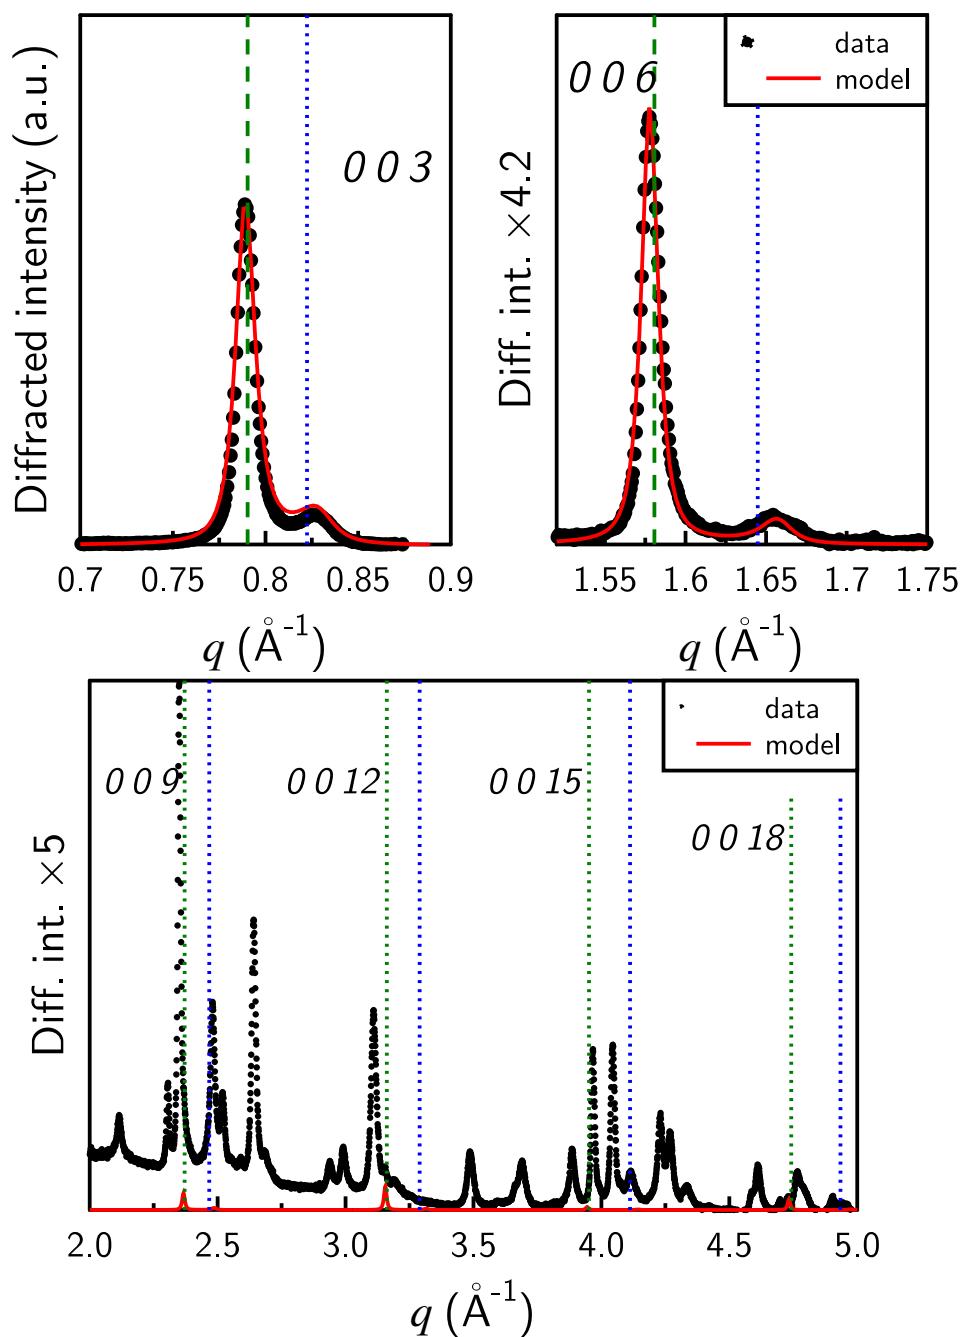 Diffracted intensity (a.u.)
0 0 3
0.7 0.75 0.8 0.85 0.9
q (Å-1)
Diff. int. ×4.2
0 0 6
data
model
1.55 1.6 1.65 1.7 1.75
q (Å-1)
Diff. int. ×5
data
model
0 0 9 0 0 12 0 0 15
0 0 18
2.0 2.5 3.0 3.5 4.0 4.5 5.0
q (Å-1)